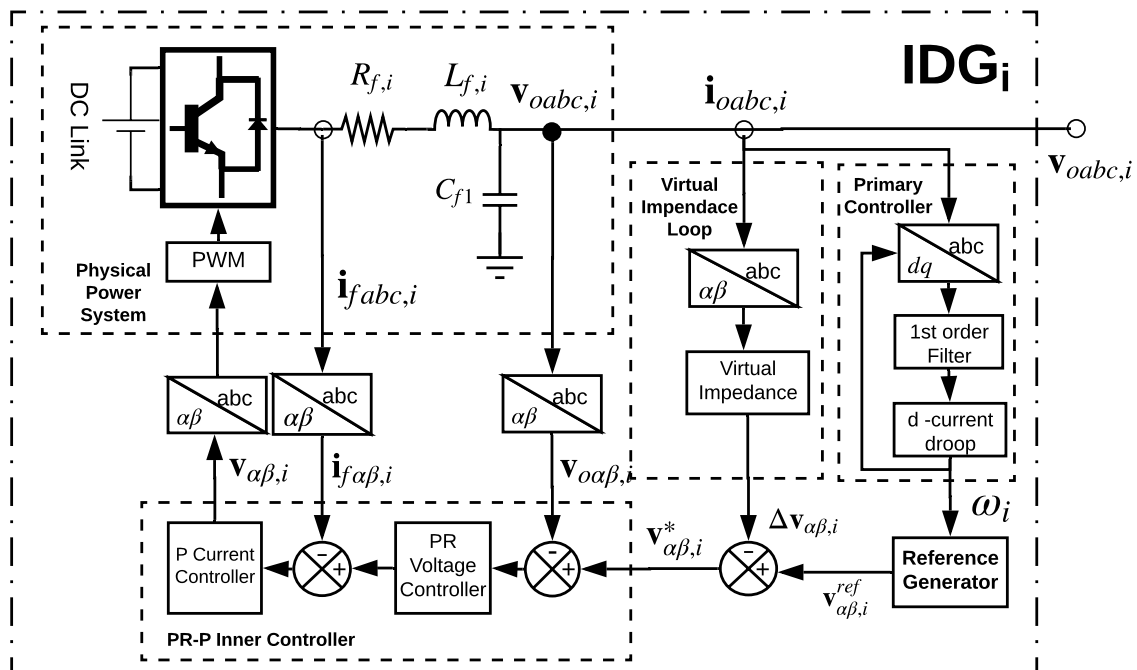 IDGᵢ
DC Link
R_{f,i}
L_{f,i}
v_{oabc,i}
i_{oabc,i}
v_{oabc,i}
C_{f1}
Virtual
Impendace
Loop
Primary
Controller
abc
dq
abc
αβ
PWM
Physical
Power
System
i_{fabc,i}
1st order
Filter
Virtual
Impedance
abc
αβ
abc
αβ
abc
αβ
d -current
droop
v_{αβ,i}
i_{fαβ,i}
v_{oαβ,i}
ω_i
Δv_{αβ,i}
v^*_{αβ,i}
P Current
Controller
-
+
PR
Voltage
Controller
-
+
-
+
Reference
Generator
v^{ref}_{αβ,i}
PR-P Inner Controller